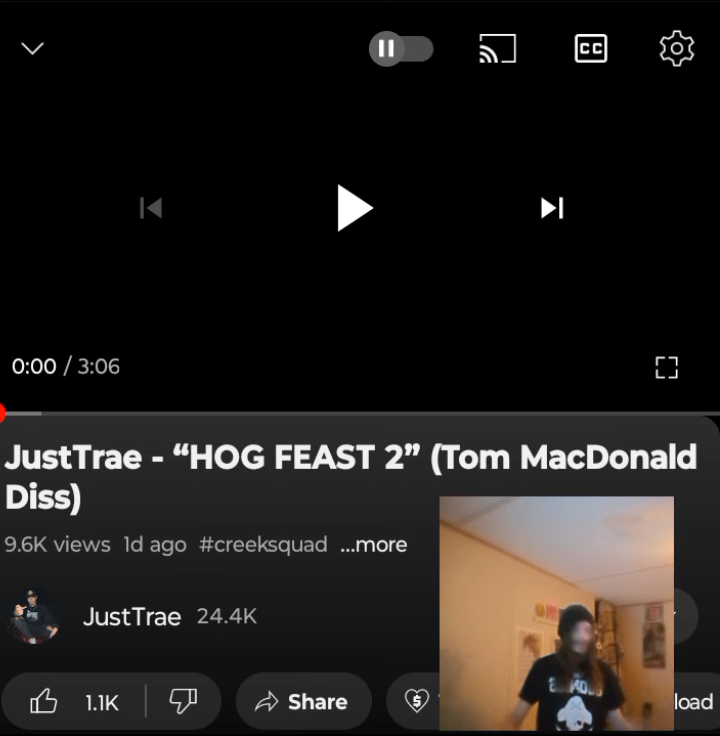 CC
0:00 / 3:06
JustTrae - “HOG FEAST 2” (Tom MacDonald
Diss)
9.6K views 1d ago #creeksquad ...more
JustTrae 24.4K
1.1K Share load